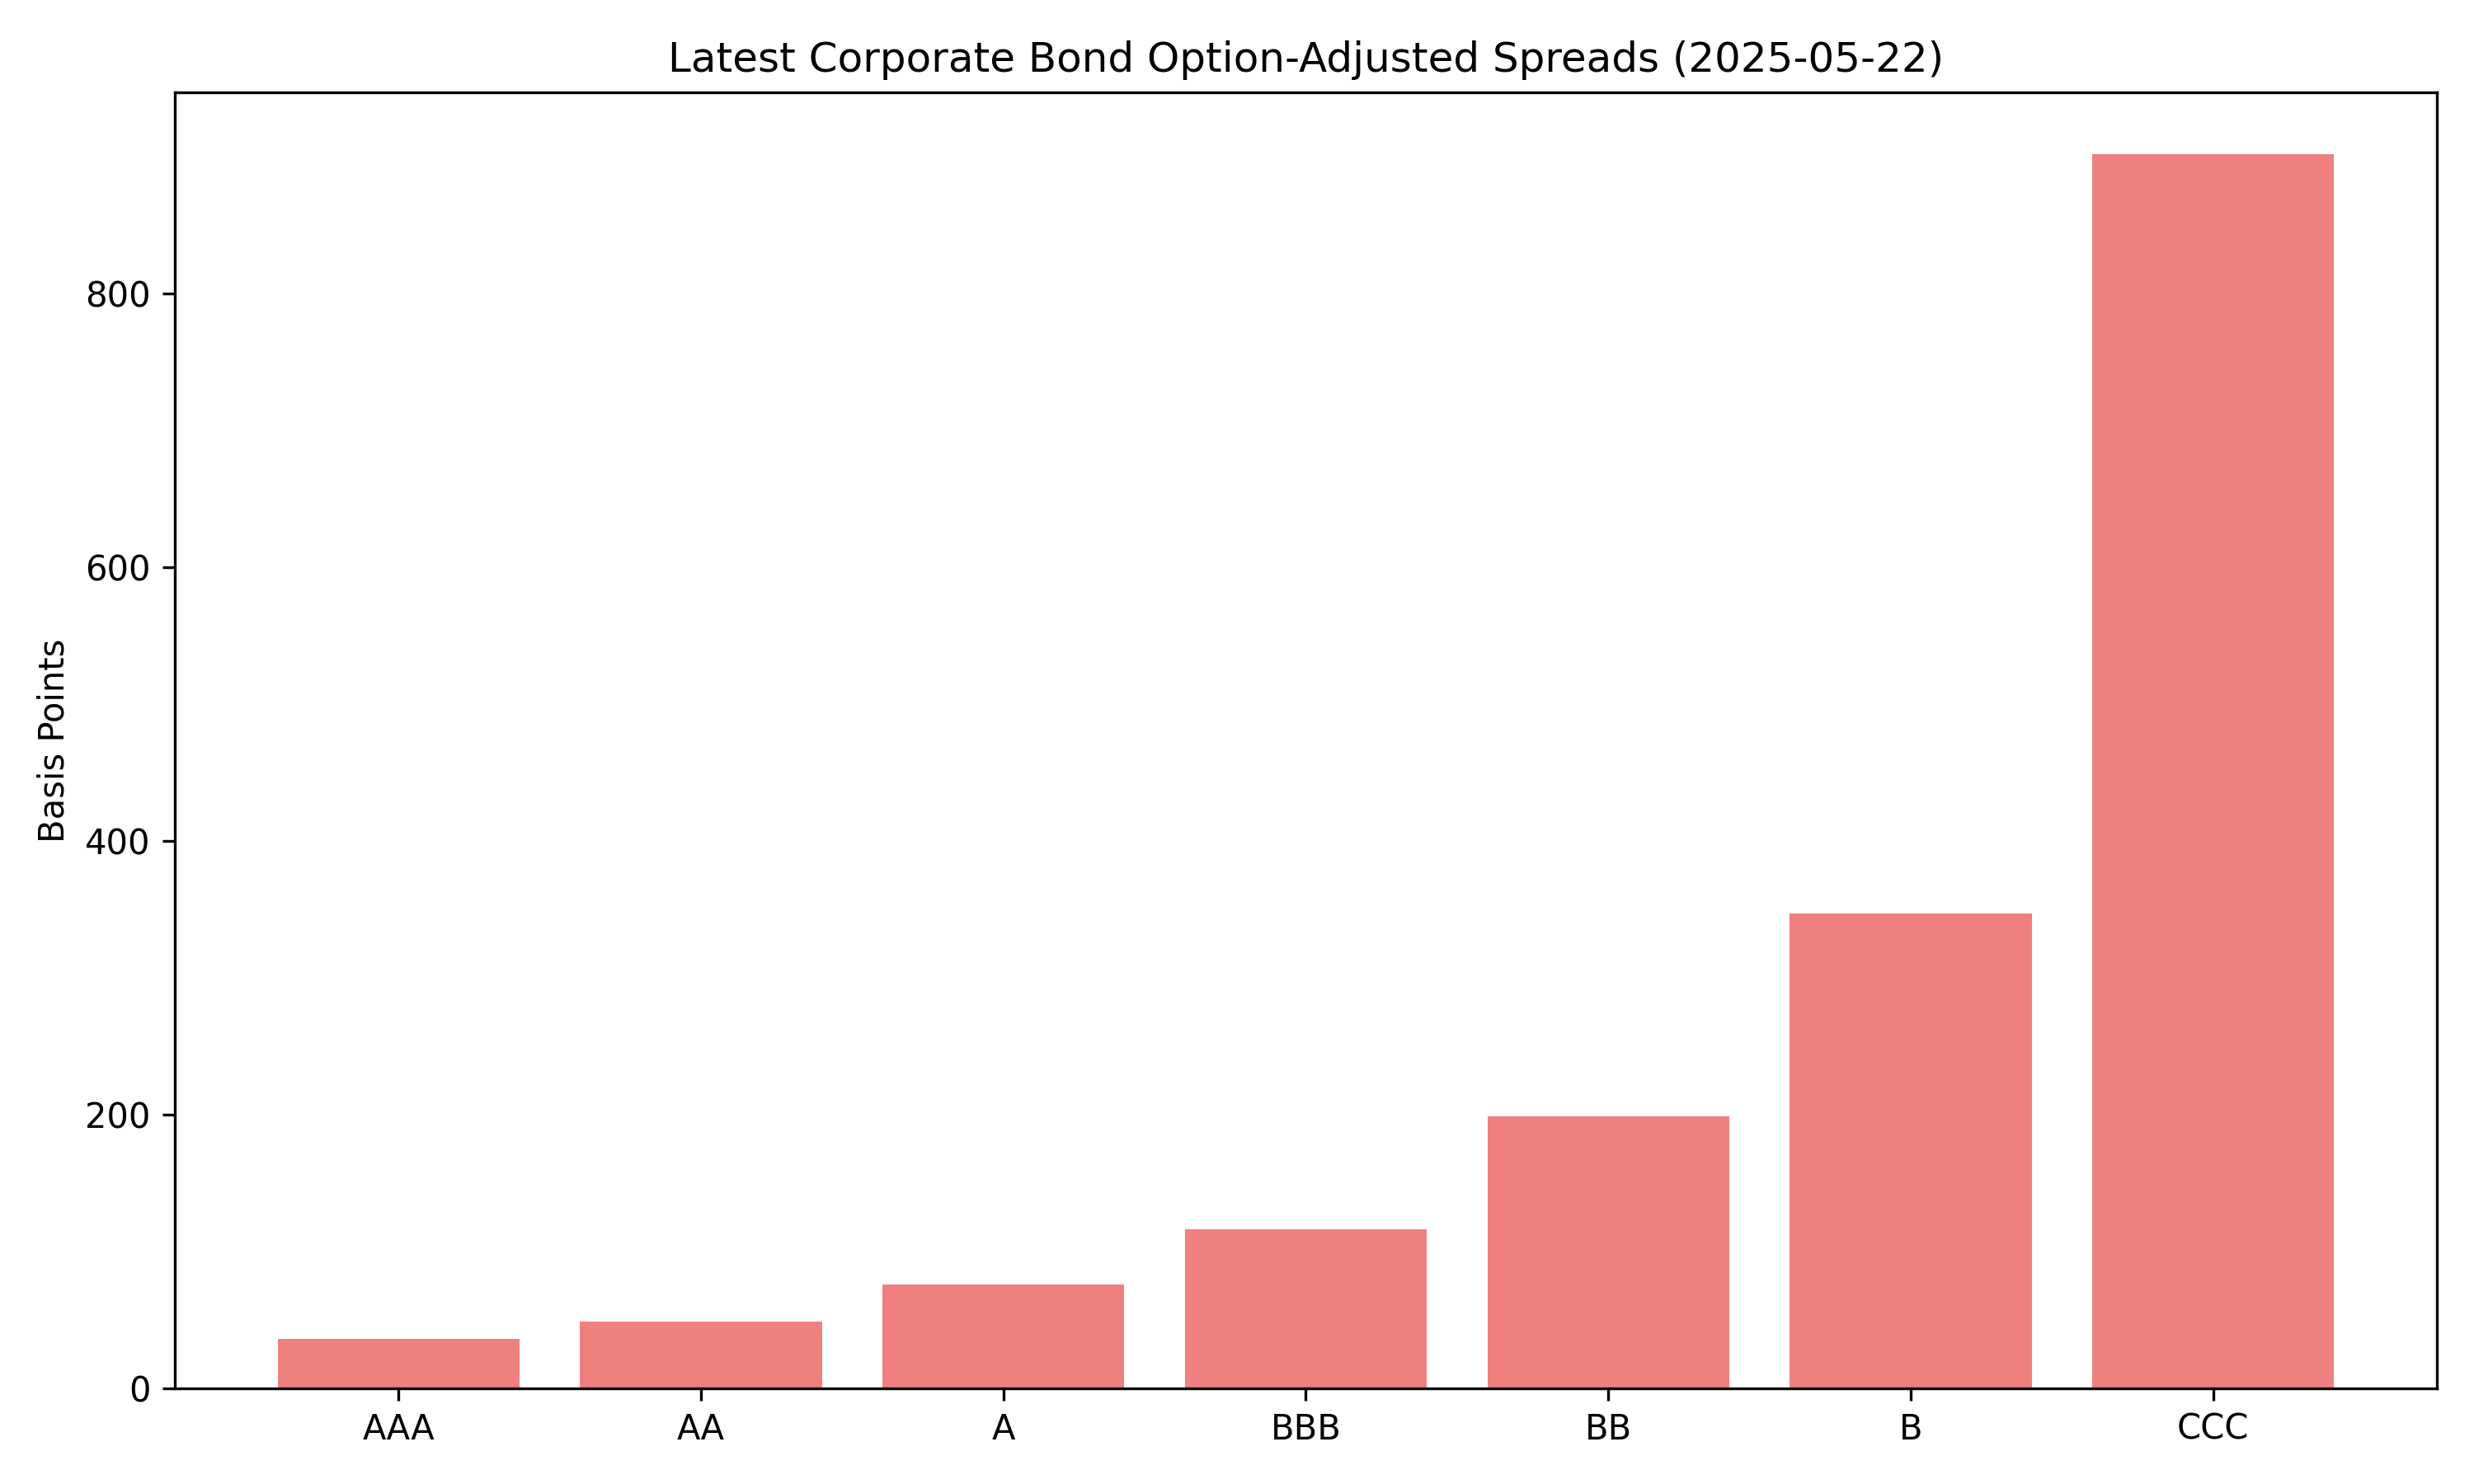 Latest Corporate Bond Option-Adjusted Spreads (2025-05-22)
Basis Points
800
600
400
200
0
AAA AA A BBB BB B CCC